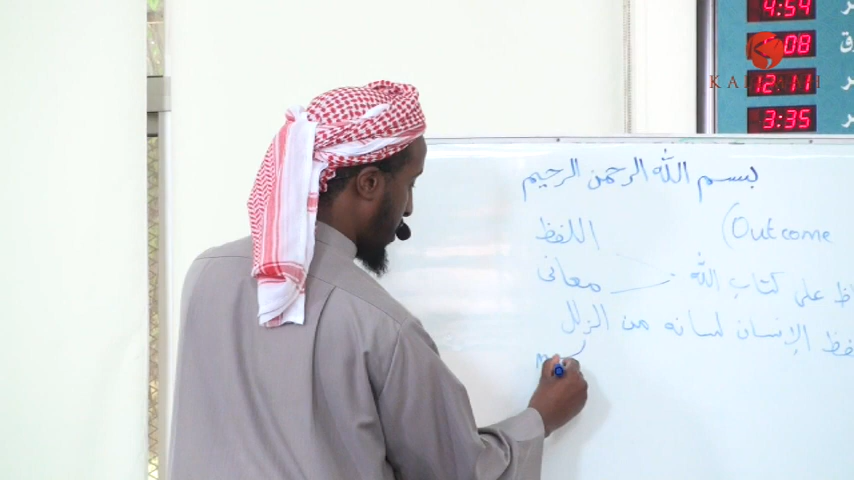 4:54
:08
12:11
3:35
بسم الله الرحمن الرحيم
(Outcome
اللفظ
على كتاب الله
معاني
الإنسان لسانه من الزلل